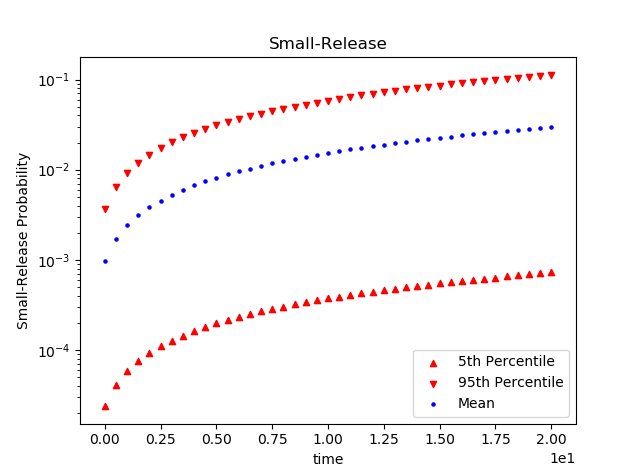 Small-Release
Small-Release Probability
10⁻¹
10⁻²
10⁻³
10⁻⁴
5th Percentile
95th Percentile
Mean
0.00 0.25 0.50 0.75 1.00 1.25 1.50 1.75 2.00
1e1
time